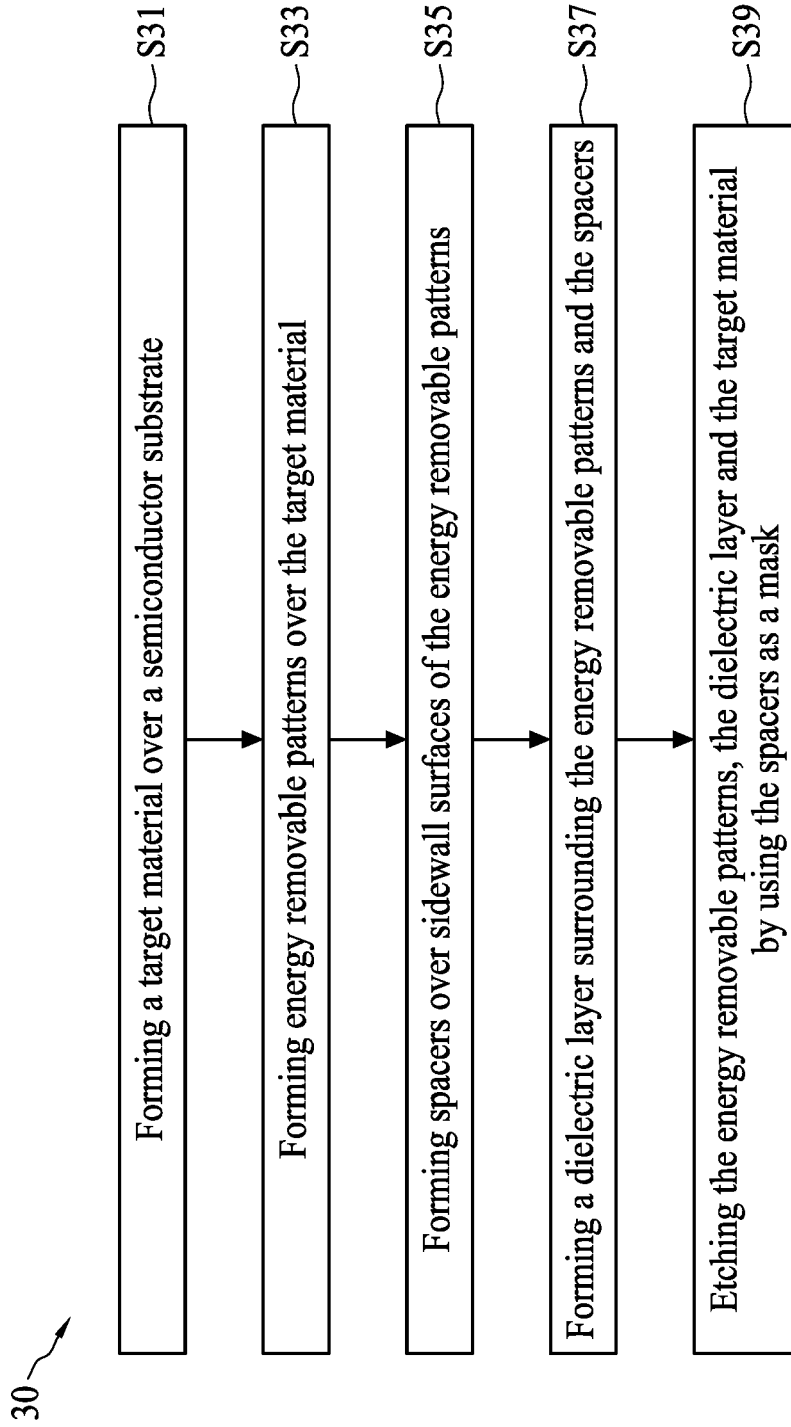 30
Forming a target material over a semiconductor substrate
S31
Forming energy removable patterns over the target material
S33
Forming spacers over sidewall surfaces of the energy removable patterns
S35
Forming a dielectric layer surrounding the energy removable patterns and the spacers
S37
Etching the energy removable patterns, the dielectric layer and the target material
by using the spacers as a mask
S39